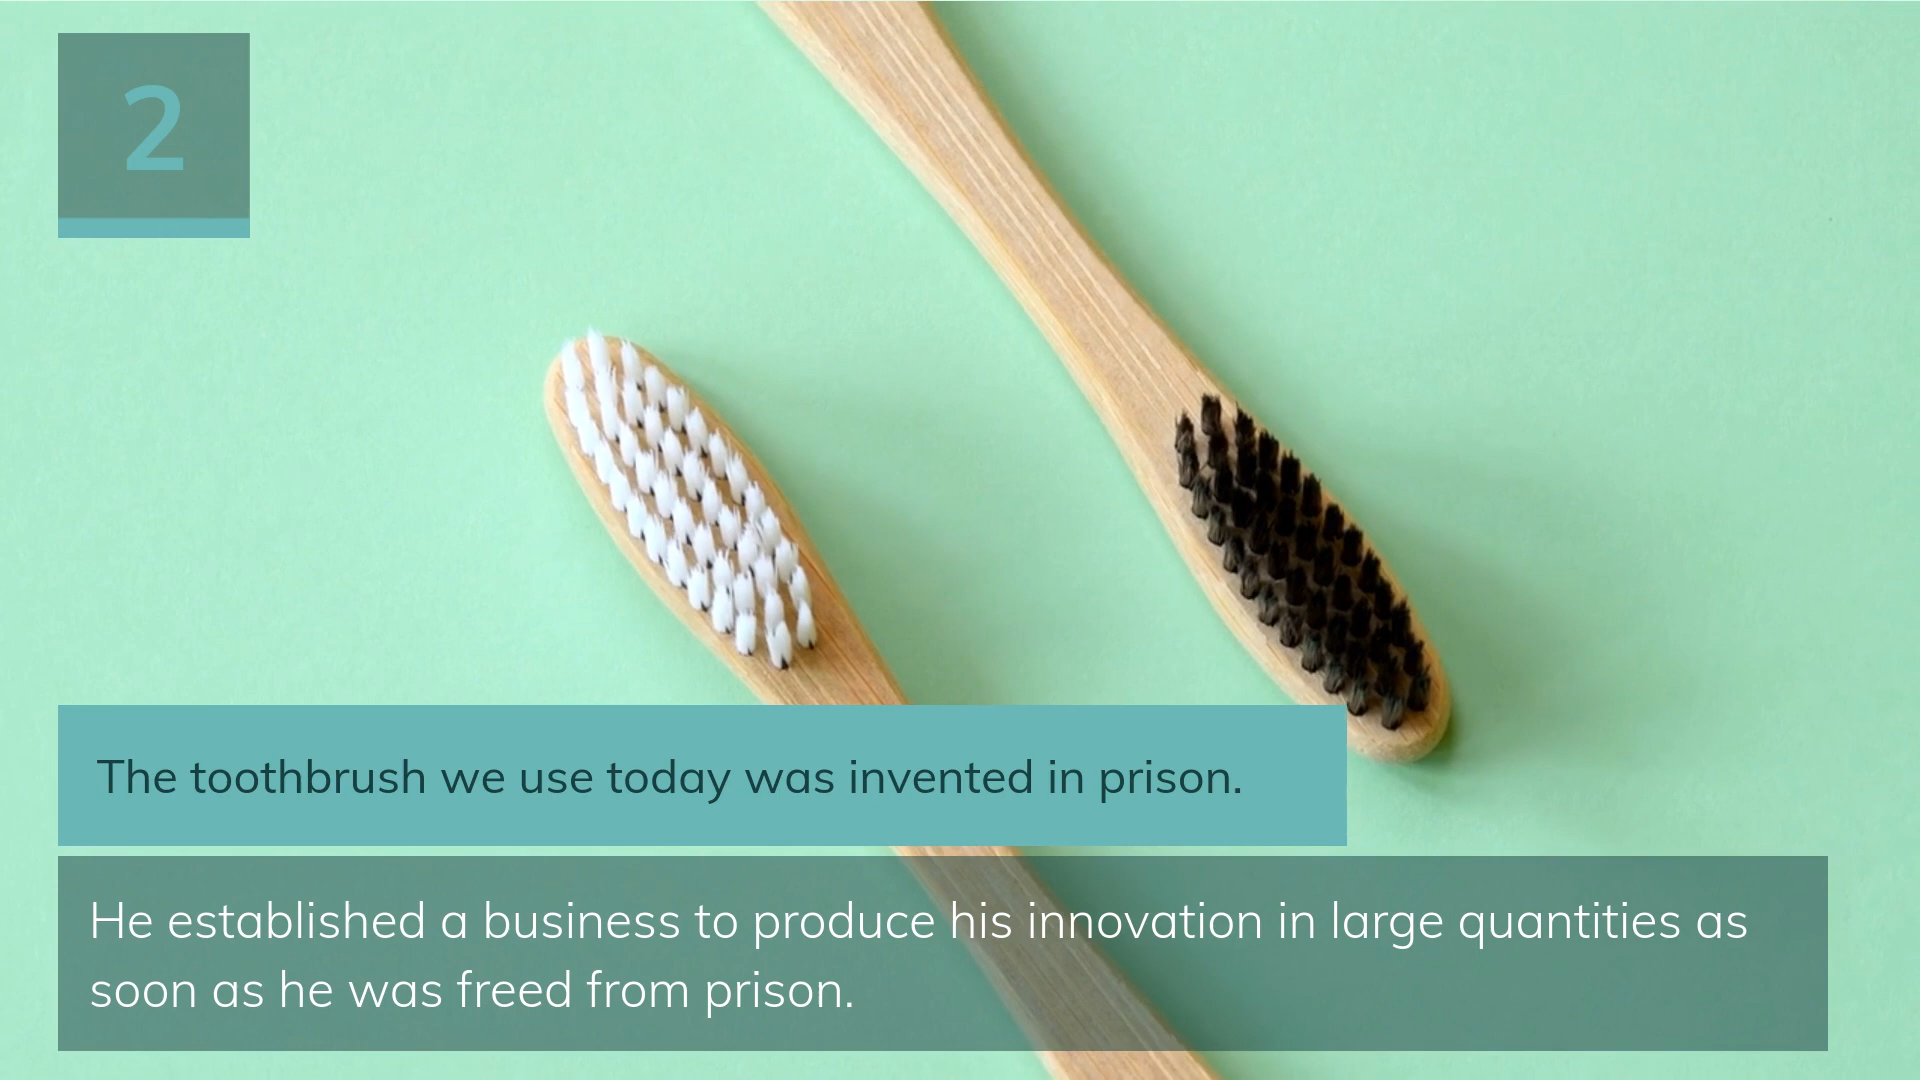 2
The toothbrush we use today was invented in prison.
He established a business to produce his innovation in large quantities as
soon as he was freed from prison.